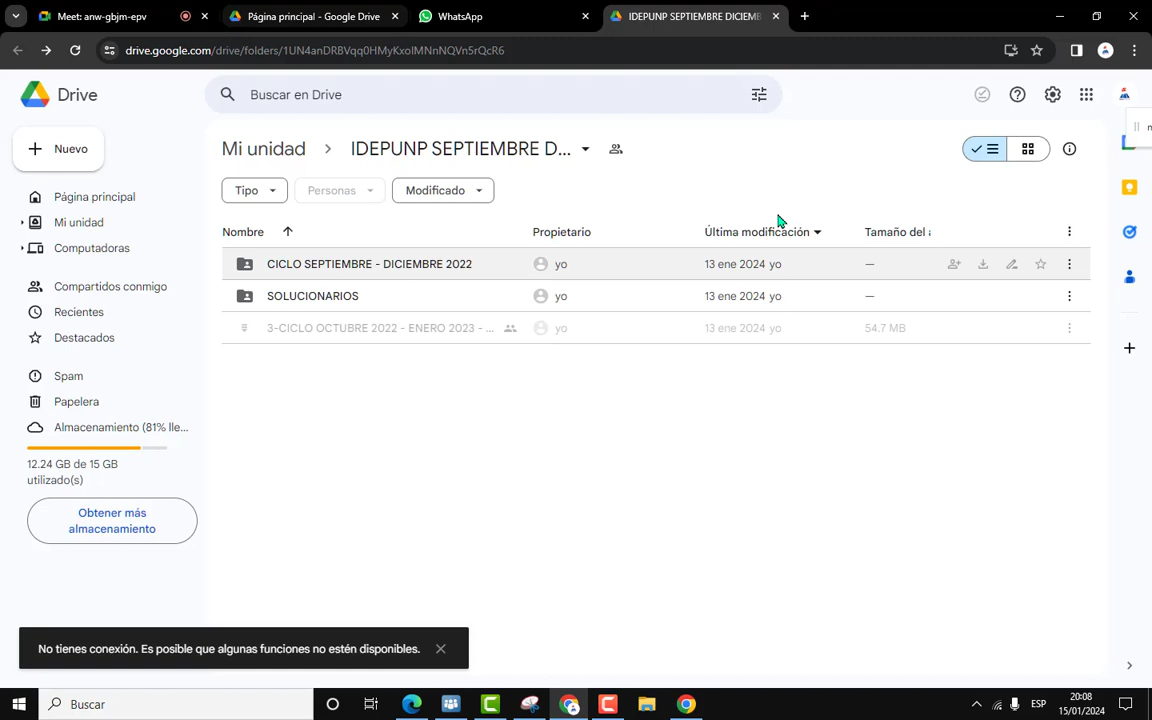 Meet: anw-gbjm-epv
Página principal - Google Drive
WhatsApp
IDEPUNP SEPTIEMBRE DICIEMB
drive.google.com/drive/folders/1UN4anDRBVqq0HMyKxolMNnNQVn5rQcR6
Drive
Buscar en Drive
Nuevo
Mi unidad
IDEPUNP SEPTIEMBRE D...
Tipo
Personas
Modificado
Página principal
Mi unidad
Computadoras
Compartidos conmigo
Recientes
Destacados
Spam
Papelera
Almacenamiento (81% lle...
12.24 GB de 15 GB
utilizado(s)
Obtener más
almacenamiento
Nombre Propietario Última modificación Tamaño del a
CICLO SEPTIEMBRE - DICIEMBRE 2022 yo 13 ene 2024 yo —
SOLUCIONARIOS yo 13 ene 2024 yo —
3-CICLO OCTUBRE 2022 - ENERO 2023 - ... yo 13 ene 2024 yo 54.7 MB
No tienes conexión. Es posible que algunas funciones no estén disponibles.
Buscar
ESP
20:08
15/01/2024